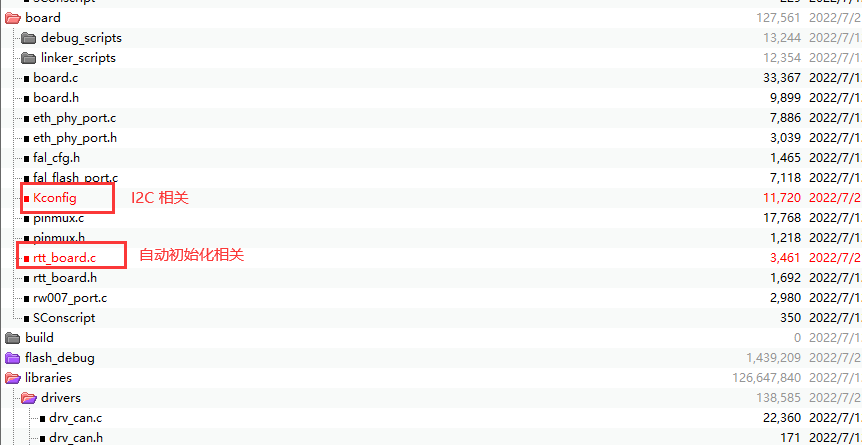 board 127,561 2022/7/2
debug_scripts 13,244 2022/7/1
linker_scripts 12,354 2022/7/1
board.c 33,367 2022/7/1
board.h 9,899 2022/7/1
eth_phy_port.c 7,886 2022/7/1
eth_phy_port.h 3,039 2022/7/1
fal_cfg.h 1,465 2022/7/1
fal_flash_port.c 7,118 2022/7/1
Kconfig I2C 相关 11,720 2022/7/2
pinmux.c 17,768 2022/7/1
pinmux.h 1,218 2022/7/1
rtt_board.c 自动初始化相关 3,461 2022/7/2
rtt_board.h 1,692 2022/7/1
rw007_port.c 2,980 2022/7/1
SConscript 350 2022/7/1
build 0 2022/7/1
flash_debug 1,439,209 2022/7/2
libraries 126,647,840 2022/7/1
drivers 138,585 2022/7/2
drv_can.c 22,360 2022/7/1
drv_can.h 171 2022/7/1